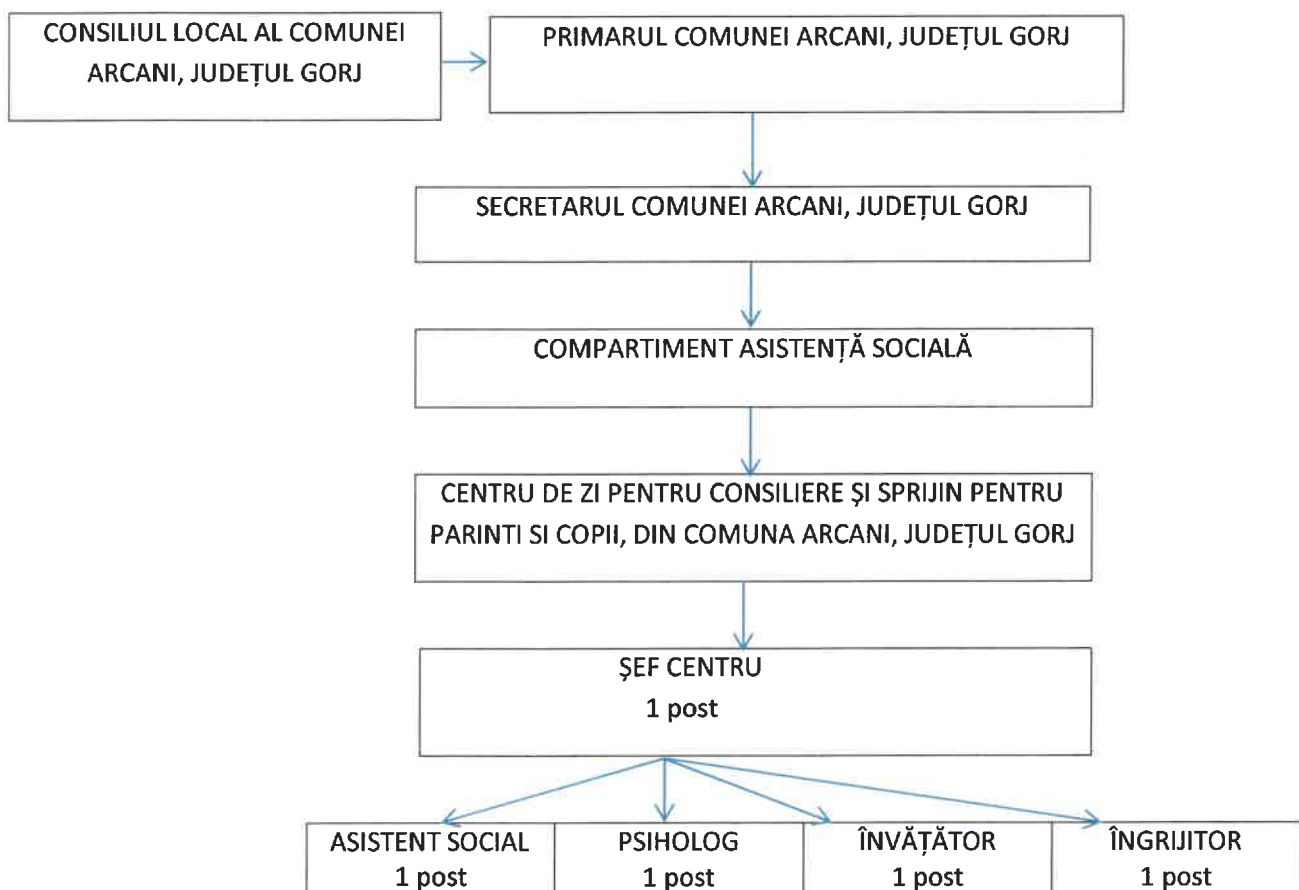 CONSILIUL LOCAL AL COMUNEI
ARCANI, JUDEȚUL GORJ
PRIMARUL COMUNEI ARCANI, JUDEȚUL GORJ
SECRETARUL COMUNEI ARCANI, JUDEȚUL GORJ
COMPARTIMENT ASISTENȚĂ SOCIALĂ
CENTRU DE ZI PENTRU CONSILIERE ȘI SPRIJIN PENTRU
PARINTI SI COPII, DIN COMUNA ARCANI, JUDEȚUL GORJ
ȘEF CENTRU
1 post
ASISTENT SOCIAL
1 post
PSIHOLOG
1 post
ÎNVĂȚĂTOR
1 post
ÎNGRIJITOR
1 post